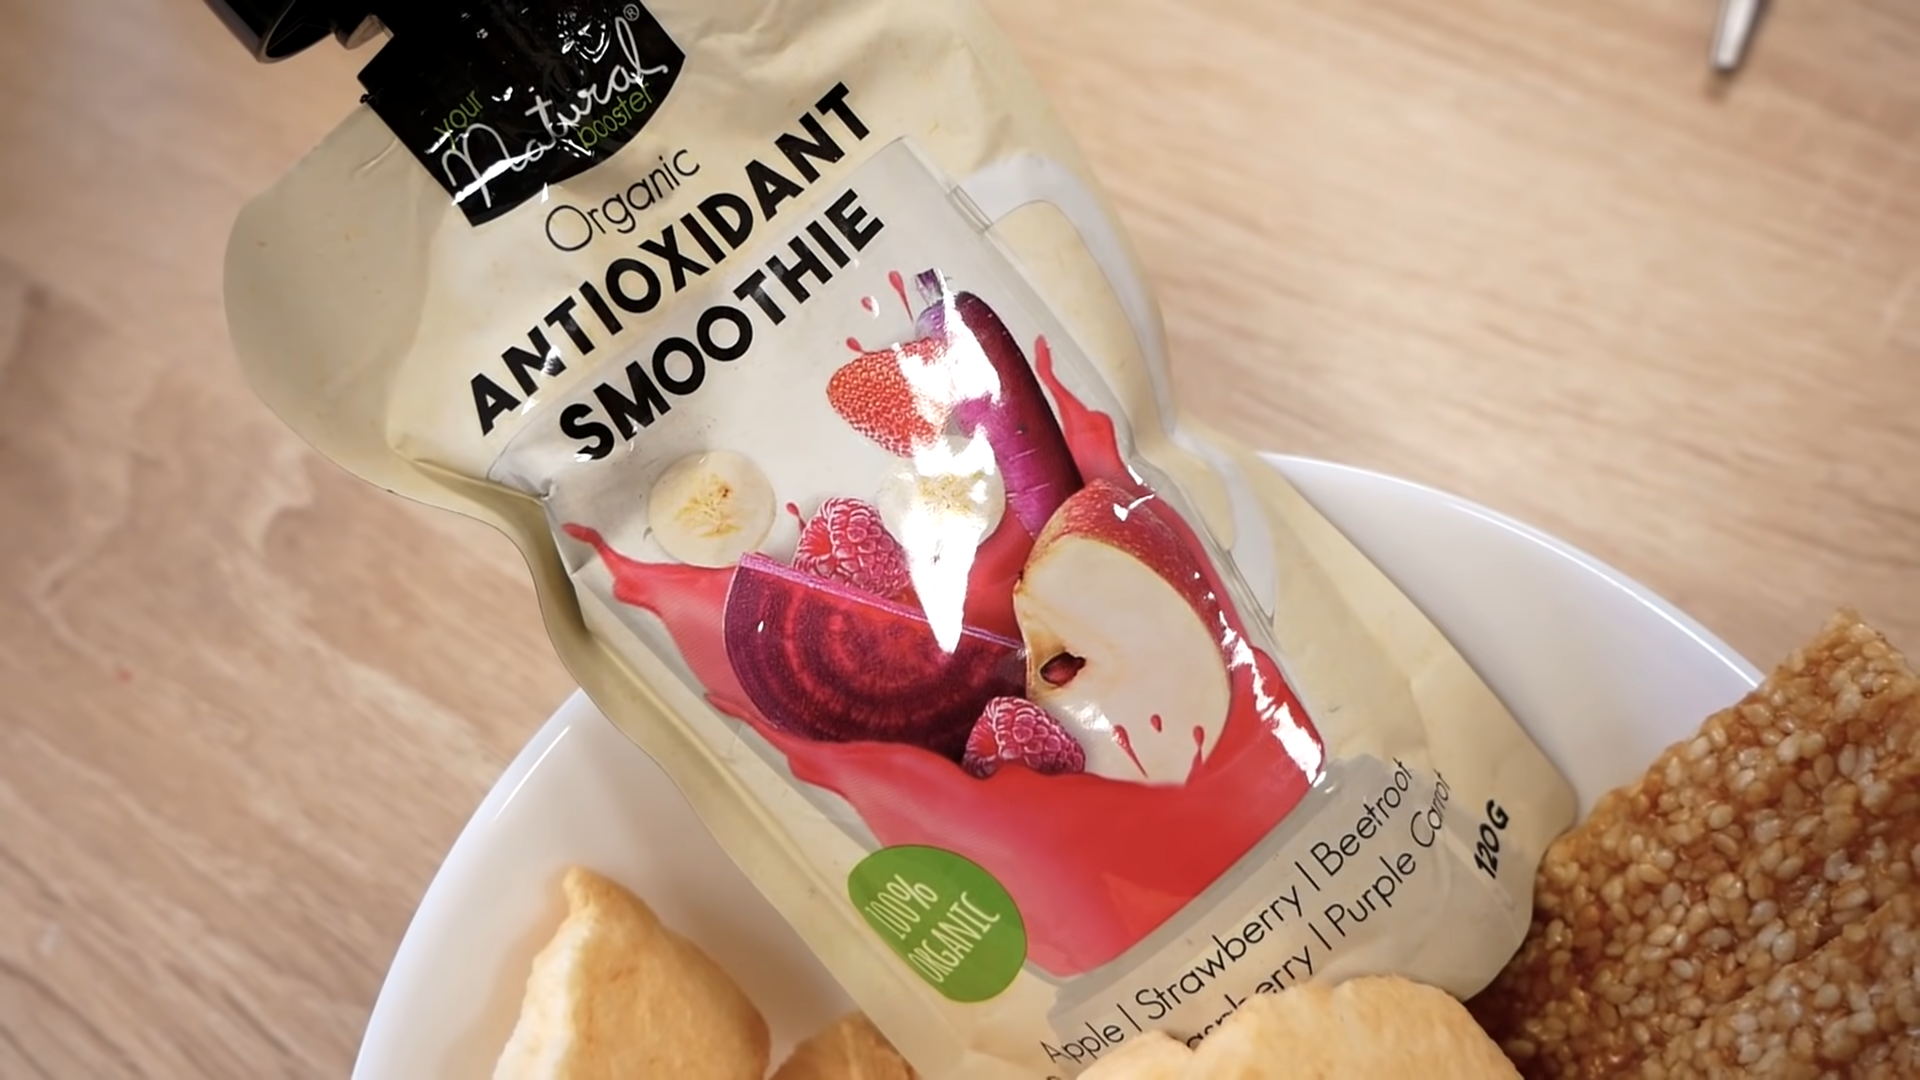 your
Natural®
booster
Organic
ANTIOXIDANT
SMOOTHIE
100%
ORGANIC
Apple | Strawberry | Beetroot
| Purple Carrot
120G